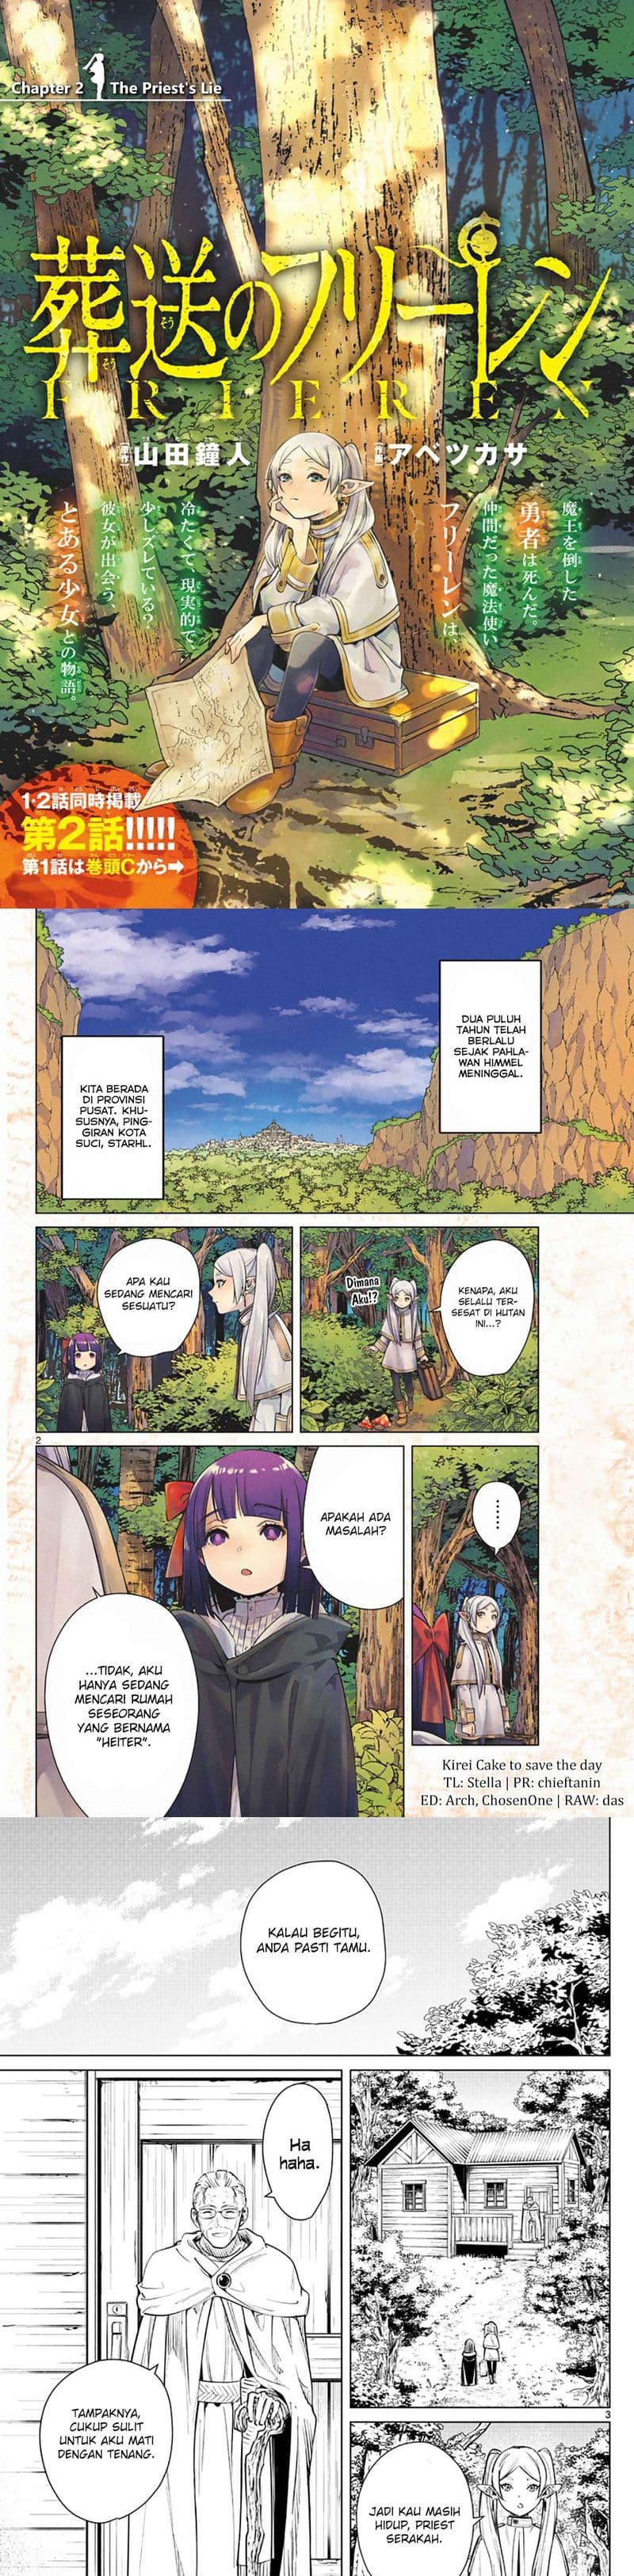 Chapter 2 The Priest's Lie
葬送のフリーレン
そう
そう
FRIEREN
原作 山田鐘人
作画 アベツカサ
魔王を倒した
勇者は死んだ。
仲間だった魔法使い
フリーレンは、
冷たくて、現実的で、
少しズレている?
彼女が出会う、
とある少女との物語。
1・2話同時掲載
第2話!!!!!
第1話は巻頭Cから➡
DUA PULUH
TAHUN TELAH
BERLALU
SEJAK PAHLA-
WAN HIMMEL
MENINGGAL.
KITA BERADA
DI PROVINSI
PUSAT. KHU-
SUSNYA, PING-
GIRAN KOTA
SUCI, STARHL.
KENAPA, AKU
SELALU TER-
SESAT DI HUTAN
INI...?
Dimana
Aku!?
APA KAU
SEDANG MENCARI
SESUATU?
2
......
APAKAH ADA
MASALAH?
...TIDAK, AKU
HANYA SEDANG
MENCARI RUMAH
SESEORANG
YANG BERNAMA
"HEITER".
Kirei Cake to save the day
TL: Stella | PR: chieftanin
ED: Arch, ChosenOne | RAW: das
KALAU BEGITU,
ANDA PASTI TAMU.
3
JADI KAU MASIH
HIDUP, PRIEST
SERAKAH.
Ha
haha.
TAMPAKNYA,
CUKUP SULIT
UNTUK AKU MATI
DENGAN TENANG.